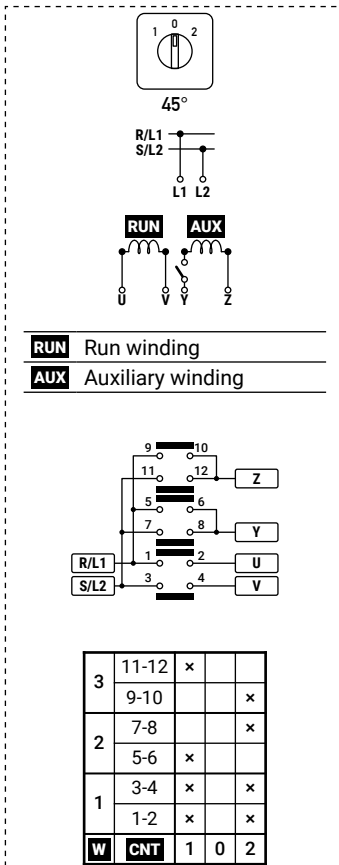 1 0 2
45°
R/L1
S/L2
L1 L2
RUN AUX
U V Y Z
RUN Run winding
AUX Auxiliary winding
9 10
11 12 Z
5 6
7 8 Y
R/L1 1 2 U
S/L2 3 4 V
3 11-12 ×
9-10 ×
2 7-8 ×
5-6 ×
1 3-4 × ×
1-2 × ×
W CNT 1 0 2